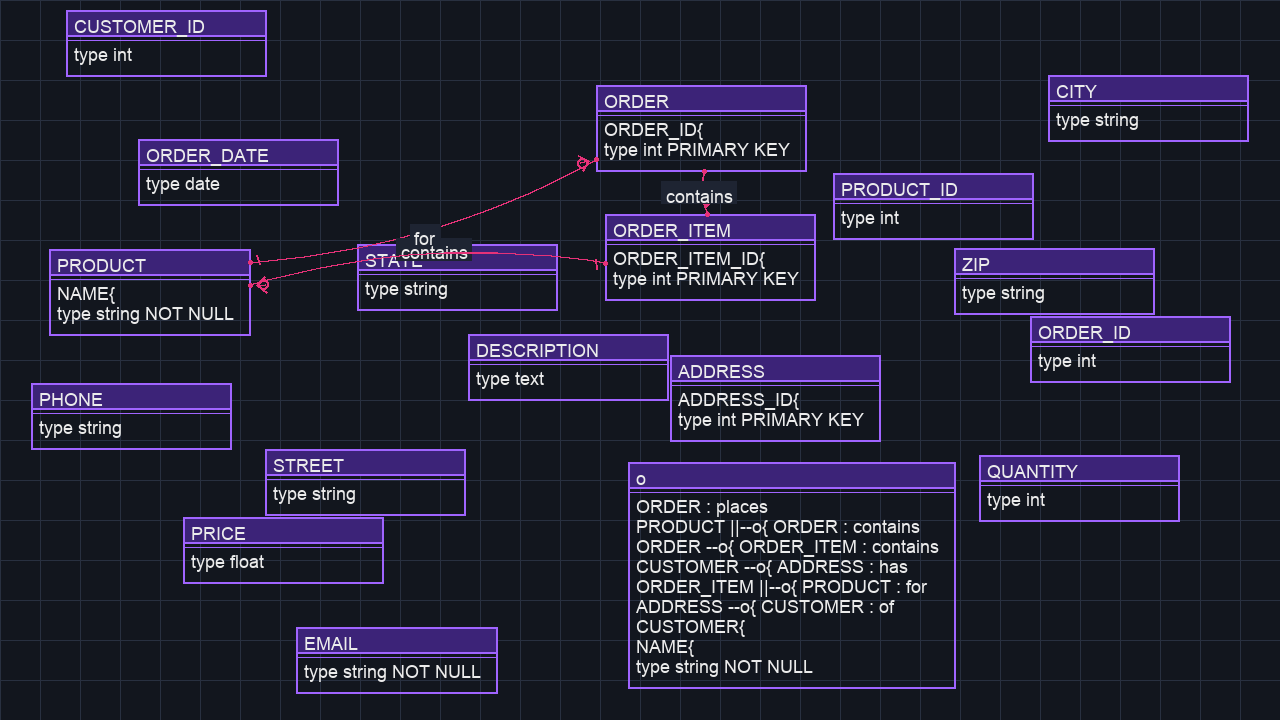 CUSTOMER_ID
type int
CITY
type string
ORDER
ORDER_ID{
type int PRIMARY KEY
ORDER_DATE
type date
PRODUCT_ID
type int
contains
ORDER_ITEM
ORDER_ITEM_ID{
type int PRIMARY KEY
for
contains
STATE
type string
PRODUCT
NAME{
type string NOT NULL
ZIP
type string
ORDER_ID
type int
DESCRIPTION
type text
ADDRESS
ADDRESS_ID{
type int PRIMARY KEY
PHONE
type string
STREET
type string
QUANTITY
type int
o
ORDER : places
PRODUCT ||--o{ ORDER : contains
ORDER --o{ ORDER_ITEM : contains
CUSTOMER --o{ ADDRESS : has
ORDER_ITEM ||--o{ PRODUCT : for
ADDRESS --o{ CUSTOMER : of
CUSTOMER{
NAME{
type string NOT NULL
PRICE
type float
EMAIL
type string NOT NULL